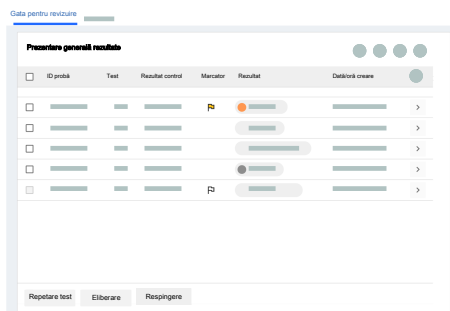 Gata pentru revizuire
Prezentare generală rezultate
ID probă Test Rezultat control Marcator Rezultat Dată/oră creare
Repetare test Eliberare Respingere